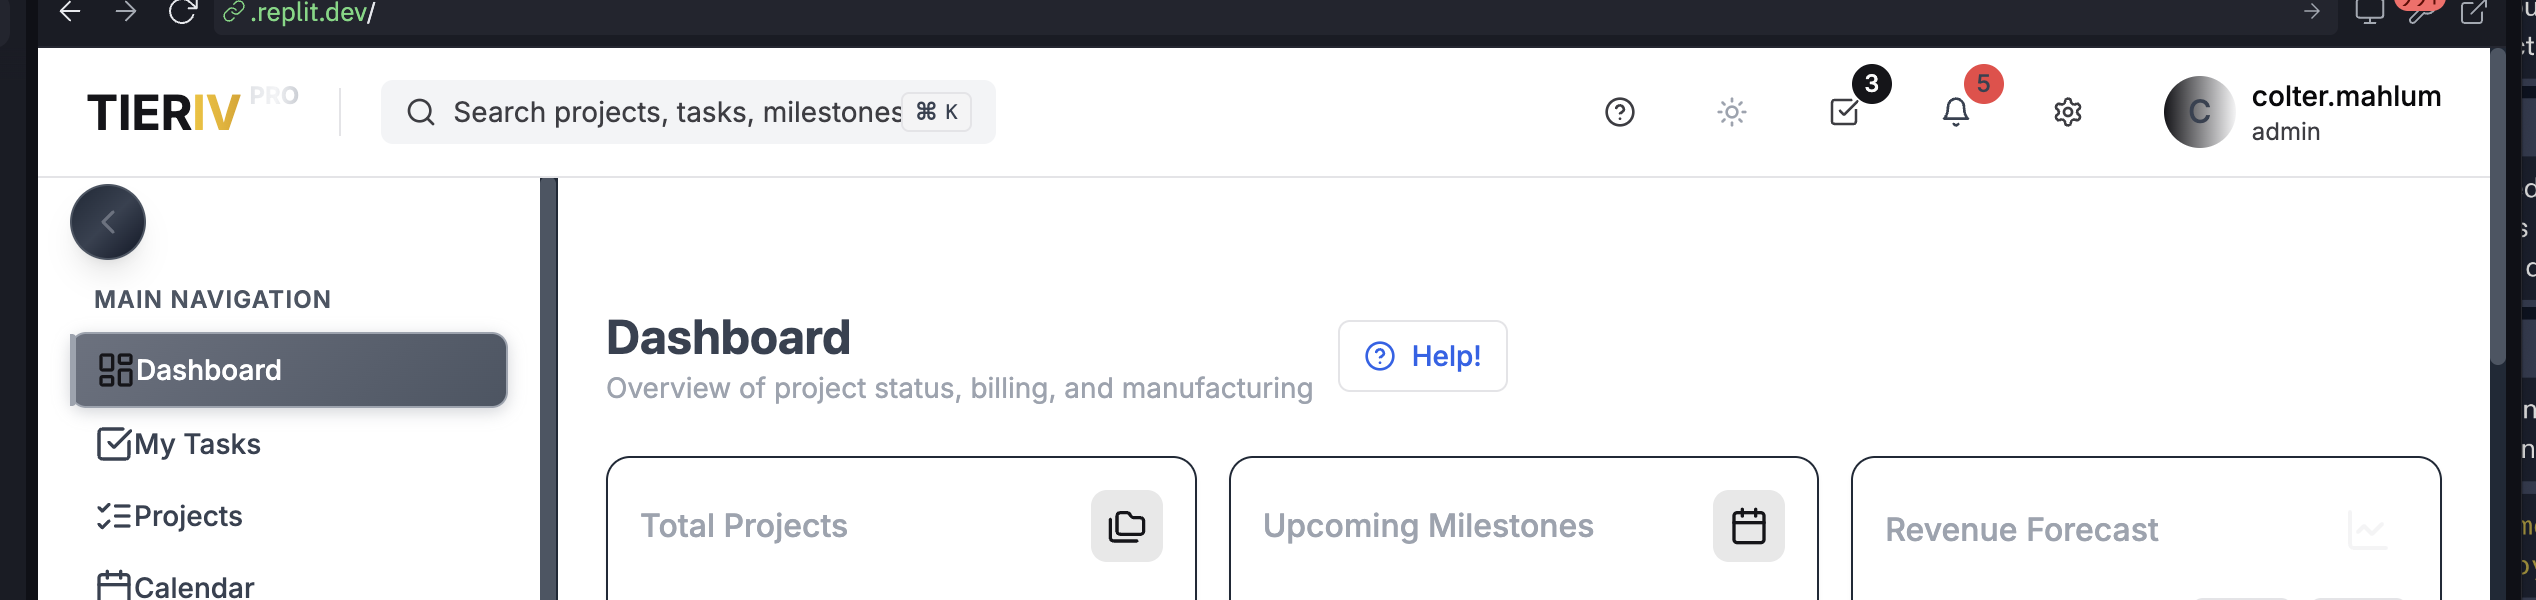 .replit.dev/
TIERIV PRO
Search projects, tasks, milestones ⌘ K
3
5
C
colter.mahlum
admin
MAIN NAVIGATION
Dashboard
My Tasks
Projects
Calendar
Dashboard
Overview of project status, billing, and manufacturing
Help!
Total Projects
Upcoming Milestones
Revenue Forecast